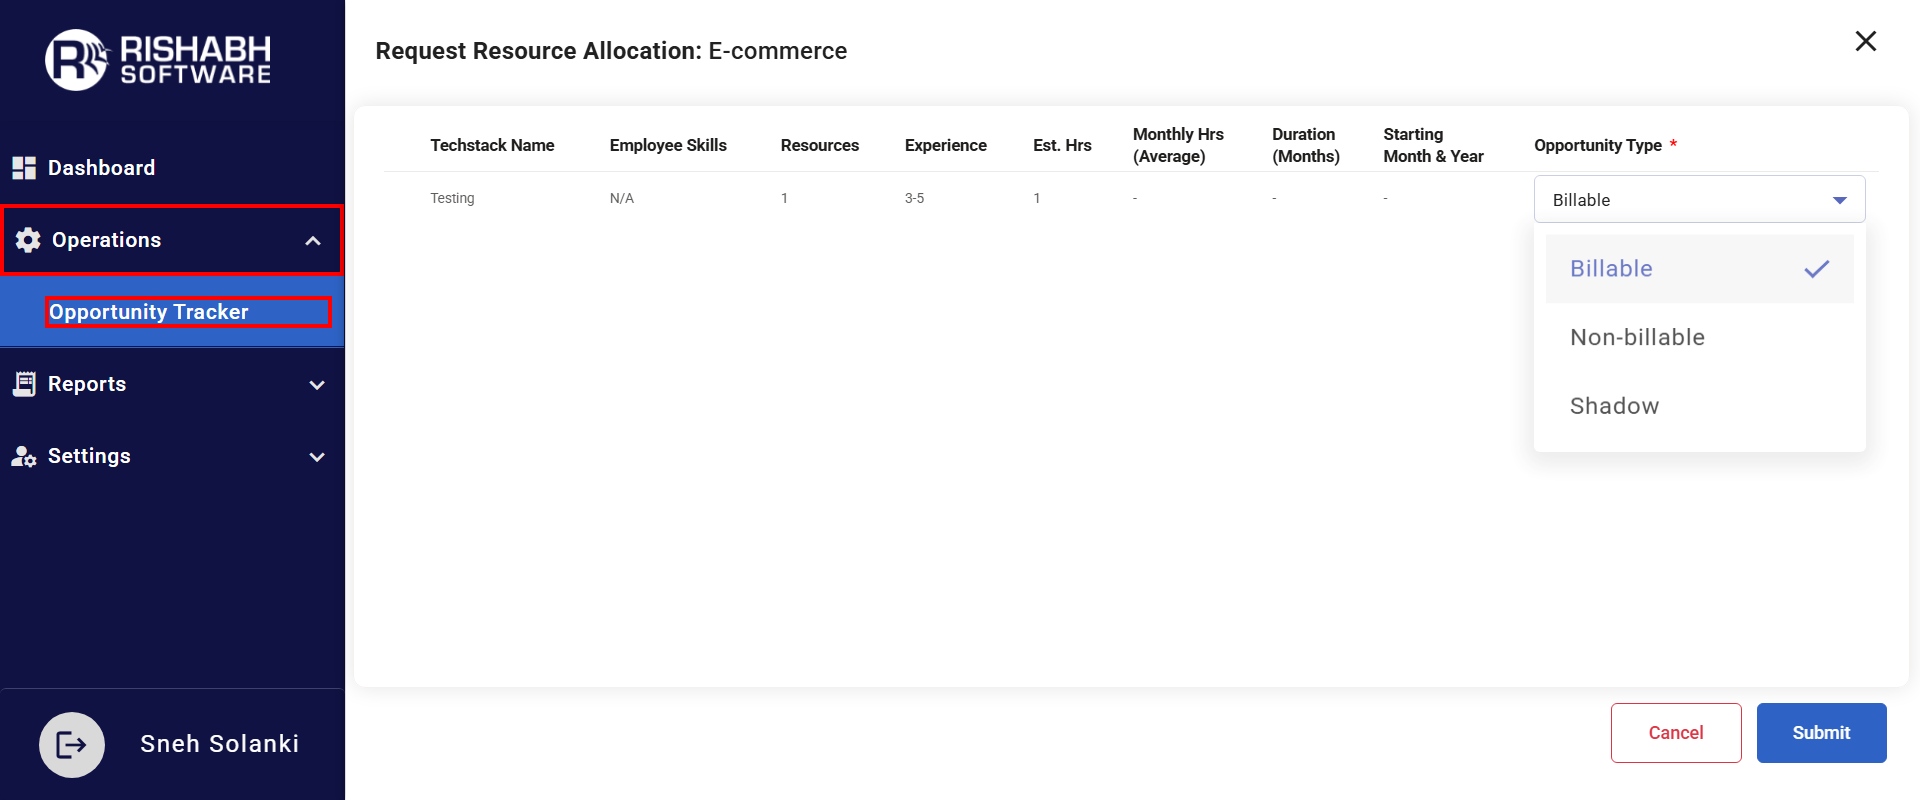 RISHABH
SOFTWARE
Dashboard
Operations
Opportunity Tracker
Reports
Settings
Sneh Solanki
Request Resource Allocation: E-commerce
Techstack Name Employee Skills Resources Experience Est. Hrs Monthly Hrs (Average) Duration (Months) Starting Month & Year Opportunity Type *
Testing N/A 1 3-5 1 - - - Billable
Billable
Non-billable
Shadow
Cancel Submit